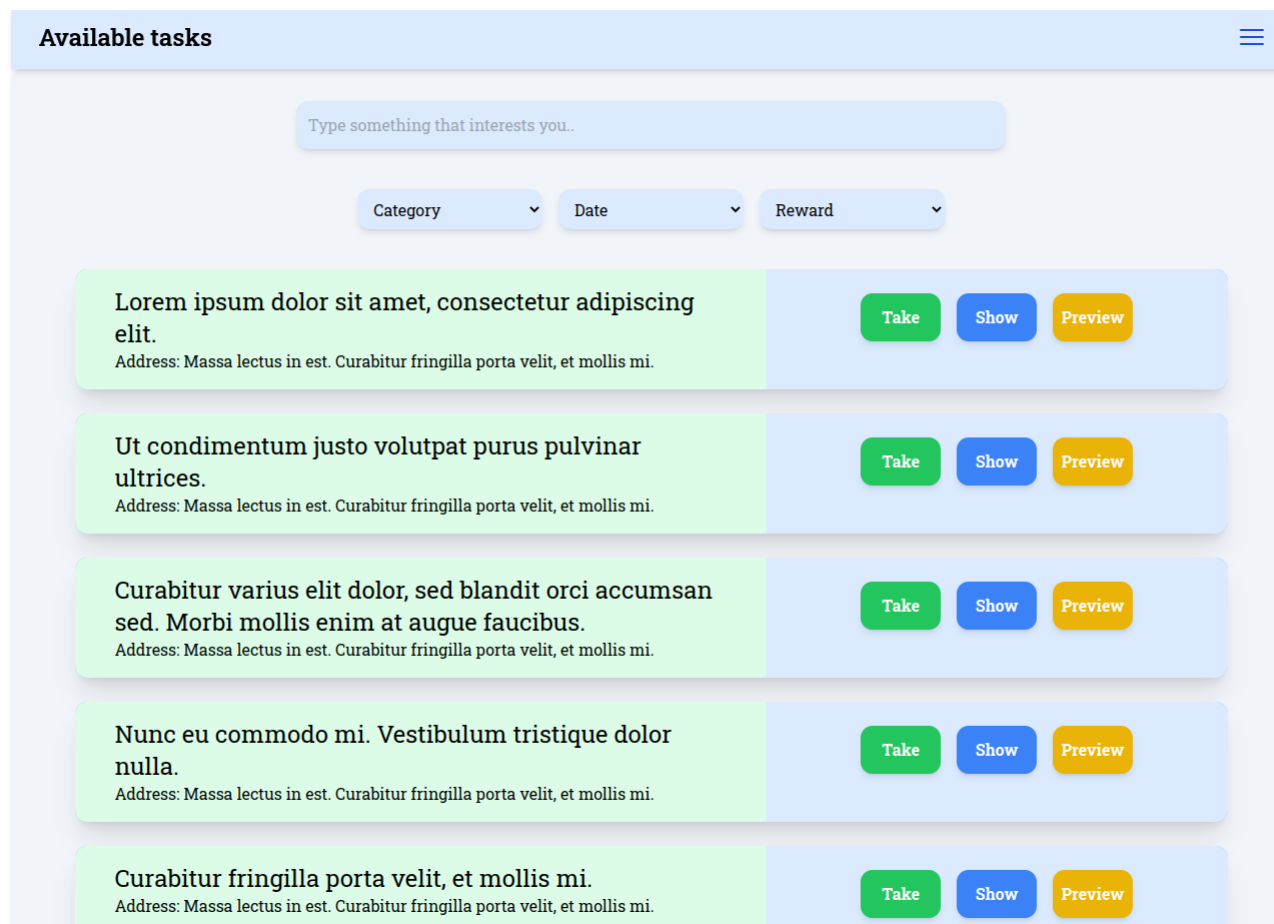 Available tasks
Type something that interests you..
Category
Date
Reward
Lorem ipsum dolor sit amet, consectetur adipiscing
elit.
Address: Massa lectus in est. Curabitur fringilla porta velit, et mollis mi.
Take
Show
Preview
Ut condimentum justo volutpat purus pulvinar
ultrices.
Address: Massa lectus in est. Curabitur fringilla porta velit, et mollis mi.
Take
Show
Preview
Curabitur varius elit dolor, sed blandit orci accumsan
sed. Morbi mollis enim at augue faucibus.
Address: Massa lectus in est. Curabitur fringilla porta velit, et mollis mi.
Take
Show
Preview
Nunc eu commodo mi. Vestibulum tristique dolor
nulla.
Address: Massa lectus in est. Curabitur fringilla porta velit, et mollis mi.
Take
Show
Preview
Curabitur fringilla porta velit, et mollis mi.
Address: Massa lectus in est. Curabitur fringilla porta velit, et mollis mi.
Take
Show
Preview